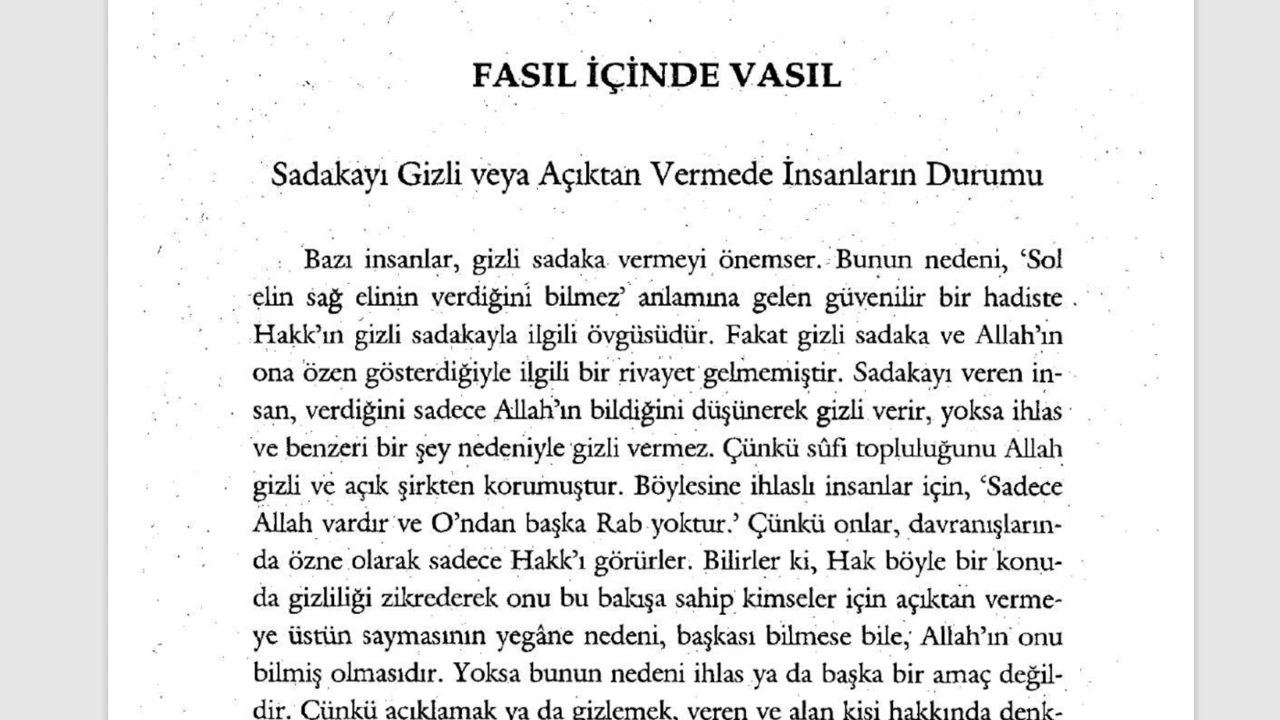 FASIL İÇİNDE VASIL
Sadakayı Gizli veya Açıktan Vermede İnsanların Durumu
Bazı insanlar, gizli sadaka vermeyi önemser. Bunun nedeni, ‘Sol
elin sağ elinin verdiğini bilmez’ anlamına gelen güvenilir bir hadiste
Hakk’ın gizli sadakayla ilgili övgüsüdür. Fakat gizli sadaka ve Allah’ın
ona özen gösterdiğiyle ilgili bir rivayet gelmemiştir. Sadakayı veren in-
san, verdiğini sadece Allah’ın bildiğini düşünerek gizli verir, yoksa ihlas
ve benzeri bir şey nedeniyle gizli vermez. Çünkü sûfi topluluğunu Allah
gizli ve açık şirkten korumuştur. Böylesine ihlaslı insanlar için, ‘Sadece
Allah vardır ve O’ndan başka Rab yoktur.’ Çünkü onlar, davranışların-
da özne olarak sadece Hakk’ı görürler. Bilirler ki, Hak böyle bir konu-
da gizliliği zikrederek onu bu bakışa sahip kimseler için açıktan verme-
ye üstün saymasının yegâne nedeni, başkası bilmese bile, Allah’ın onu
bilmiş olmasıdır. Yoksa bunun nedeni ihlas ya da başka bir amaç değil-
dir. Çünkü açıklamak ya da gizlemek, veren ve alan kişi hakkında denk-